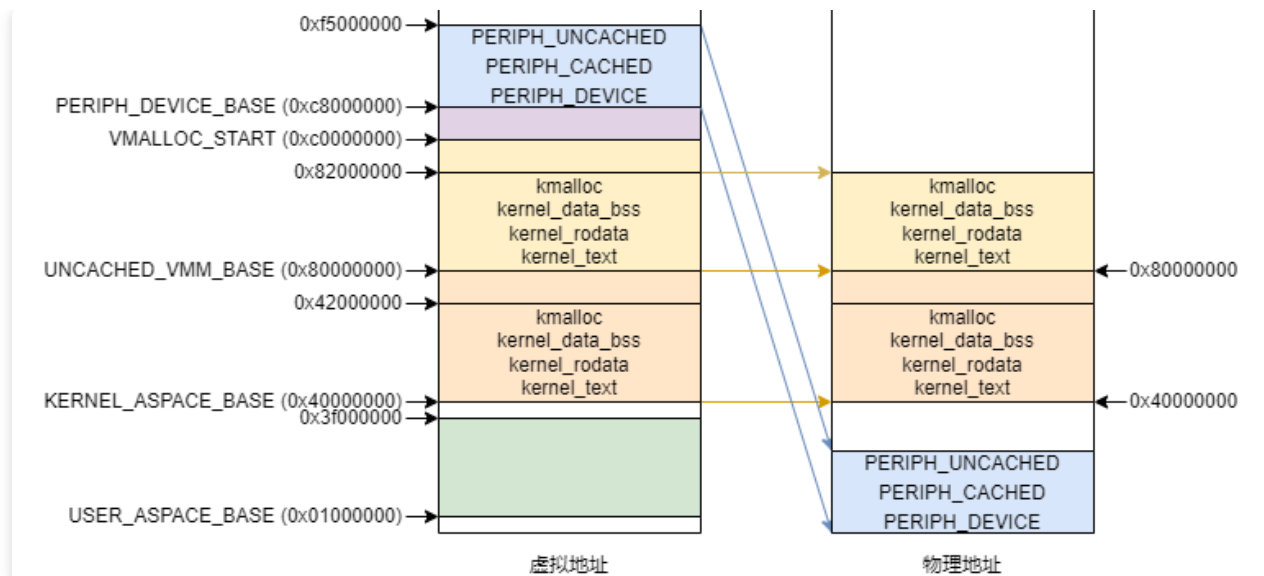 0xf5000000
PERIPH_UNCACHED
PERIPH_CACHED
PERIPH_DEVICE
PERIPH_DEVICE_BASE (0xc8000000)
VMALLOC_START (0xc0000000)
0x82000000
kmalloc
kernel_data_bss
kernel_rodata
kernel_text
UNCACHED_VMM_BASE (0x80000000)
0x42000000
kmalloc
kernel_data_bss
kernel_rodata
kernel_text
KERNEL_ASPACE_BASE (0x40000000)
0x3f000000
USER_ASPACE_BASE (0x01000000)
虚拟地址
kmalloc
kernel_data_bss
kernel_rodata
kernel_text
0x80000000
kmalloc
kernel_data_bss
kernel_rodata
kernel_text
0x40000000
PERIPH_UNCACHED
PERIPH_CACHED
PERIPH_DEVICE
物理地址